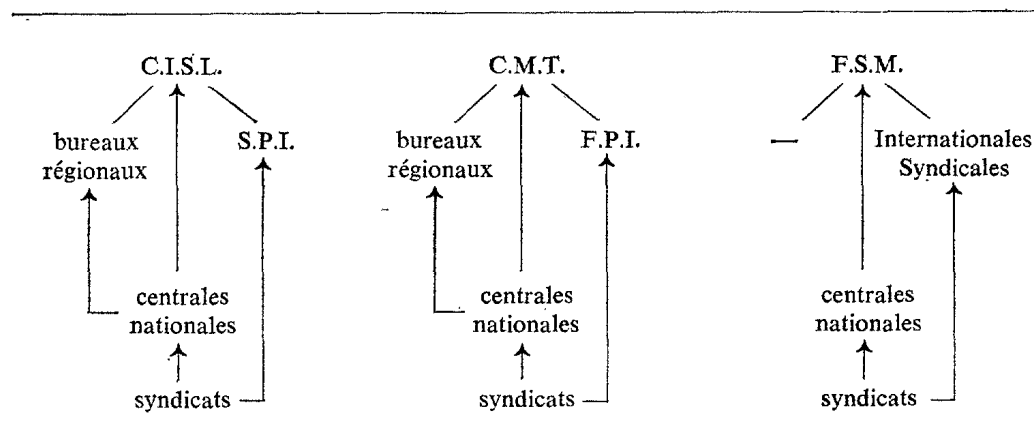 C.I.S.L.
bureaux
régionaux
S.P.I.
centrales
nationales
syndicats
C.M.T.
bureaux
régionaux
F.P.I.
centrales
nationales
syndicats
F.S.M.
—
Internationales
Syndicales
centrales
nationales
syndicats